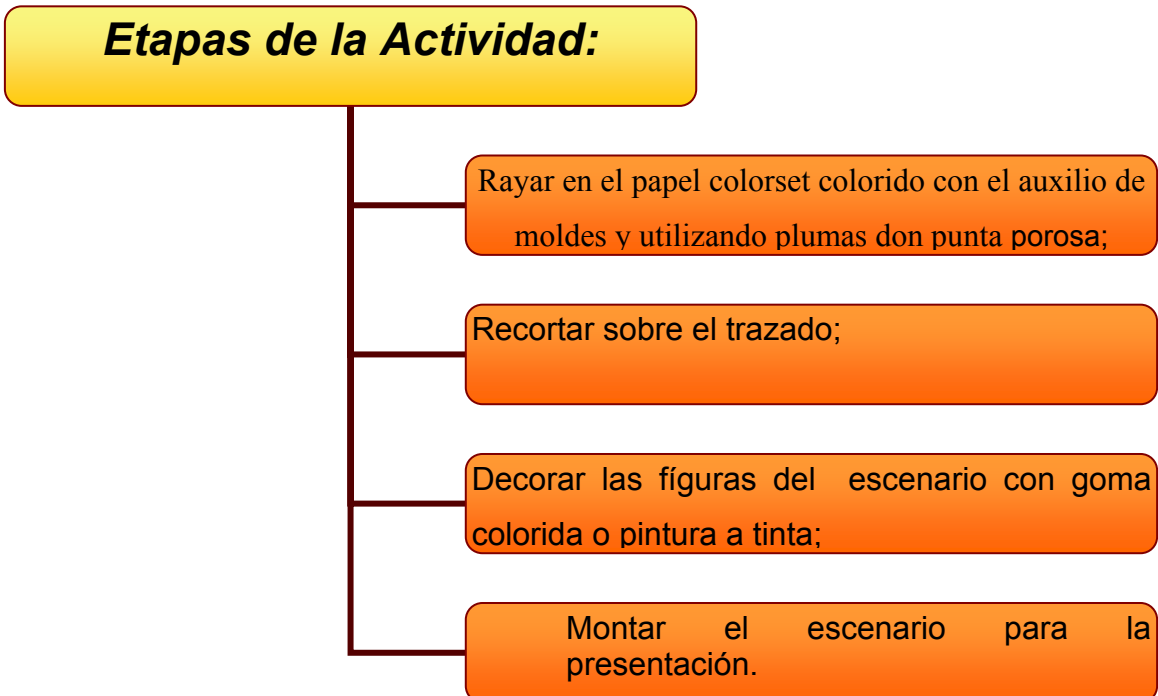 Etapas de la Actividad:
Rayar en el papel colorset colorido con el auxilio de
moldes y utilizando plumas don punta porosa;
Recortar sobre el trazado;
Decorar las fíguras del escenario con goma
colorida o pintura a tinta;
Montar el escenario para la
presentación.